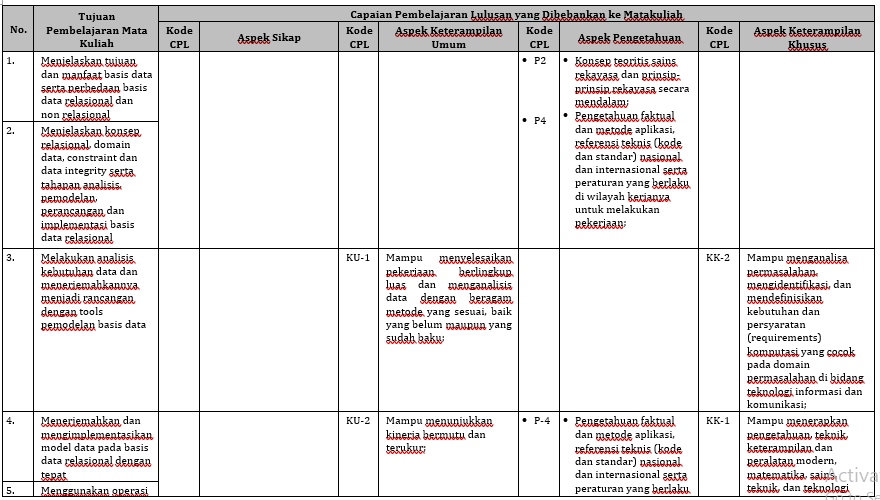 No.
Tujuan
Pembelajaran Mata
Kuliah
Capaian Pembelajaran Lulusan yang Dibebankan ke Matakuliah
Kode
CPL
Aspek Sikap
Kode
CPL
Aspek Keterampilan
Umum
Kode
CPL
Aspek Pengetahuan
Kode
CPL
Aspek Keterampilan
Khusus
1.
Menjelaskan tujuan
dan manfaat basis data
serta perbedaan basis
data relasional dan
non relasional
• P2
• Konsep teoritis sains
rekayasa dan prinsip-
prinsip rekayasa secara
mendalam;
• P4
• Pengetahuan faktual
dan metode aplikasi,
referensi teknis (kode
dan standar) nasional
dan internasional serta
peraturan yang berlaku
di wilayah kerjanya
untuk melakukan
pekerjaan;
2.
Menjelaskan konsep
relasional, domain
data, constraint dan
data integrity serta
tahapan analisis,
pemodelan,
perancangan dan
implementasi basis
data relasional
3.
Melakukan analisis
kebutuhan data dan
menerjemahkannya
menjadi rancangan
dengan tools
pemodelan basis data
KU-1
Mampu menyelesaikan
pekerjaan berlingkup
luas dan menganalisis
data dengan beragam
metode yang sesuai, baik
yang belum maupun yang
sudah baku;
KK-2
Mampu menganalisa
permasalahan,
mengidentifikasi, dan
mendefinisikan
kebutuhan dan
persyaratan
(requirements)
komputasi yang cocok
pada domain
permasalahan di bidang
teknologi informasi dan
komunikasi;
4.
Menerjemahkan dan
mengimplementasikan
model data pada basis
data relasional dengan
tepat
KU-2
Mampu menunjukkan
kinerja bermutu dan
terukur;
• P-4
• Pengetahuan faktual
dan metode aplikasi,
referensi teknis (kode
dan standar) nasional
dan internasional serta
peraturan yang berlaku
KK-1
Mampu menerapkan
pengetahuan, teknik
keterampilan dan
peralatan modern,
matematika, sains,
teknik, dan teknologi
5.
Menggunakan operasi
Activa